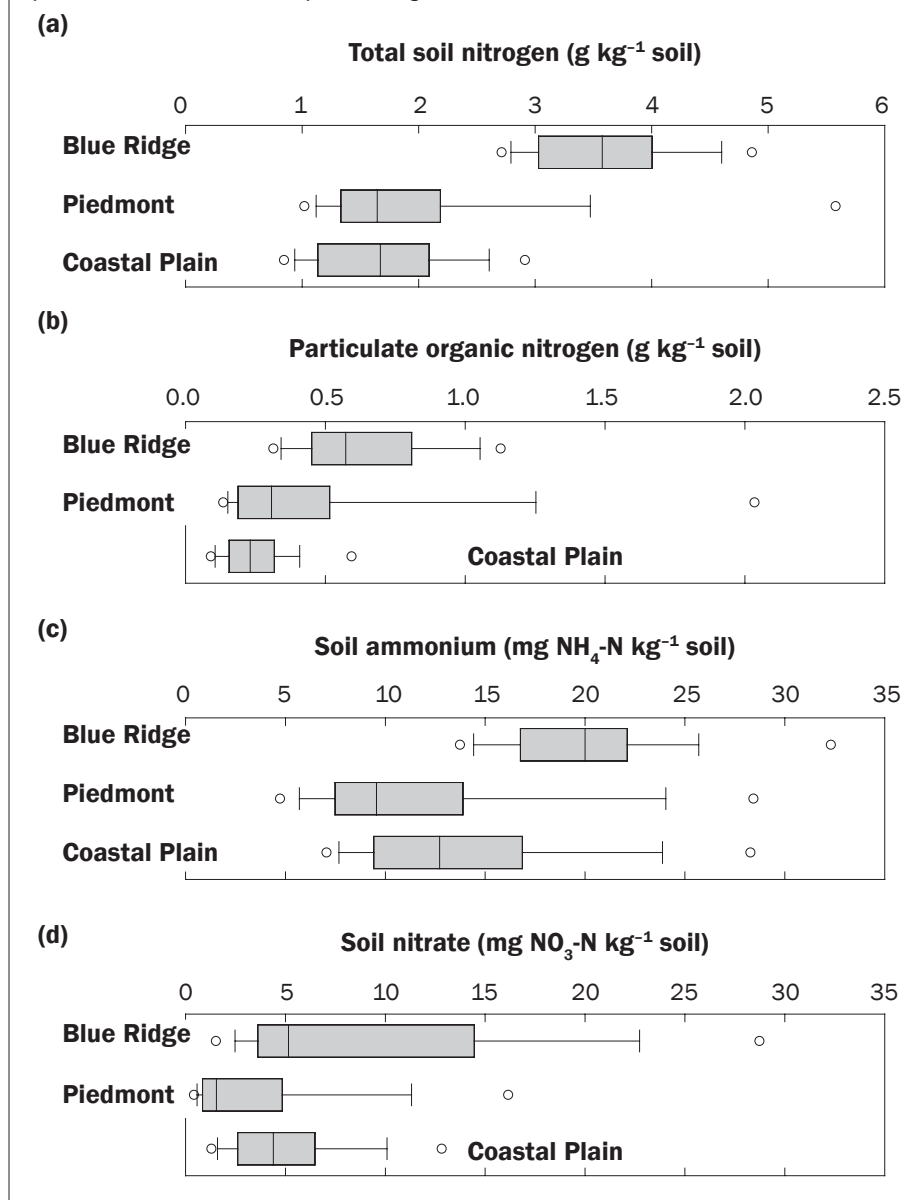 (a)
Total soil nitrogen (g kg⁻¹ soil)
0 1 2 3 4 5 6
Blue Ridge
Piedmont
Coastal Plain
(b)
Particulate organic nitrogen (g kg⁻¹ soil)
0.0 0.5 1.0 1.5 2.0 2.5
Blue Ridge
Piedmont
Coastal Plain
(c)
Soil ammonium (mg NH₄-N kg⁻¹ soil)
0 5 10 15 20 25 30 35
Blue Ridge
Piedmont
Coastal Plain
(d)
Soil nitrate (mg NO₃-N kg⁻¹ soil)
0 5 10 15 20 25 30 35
Blue Ridge
Piedmont
Coastal Plain